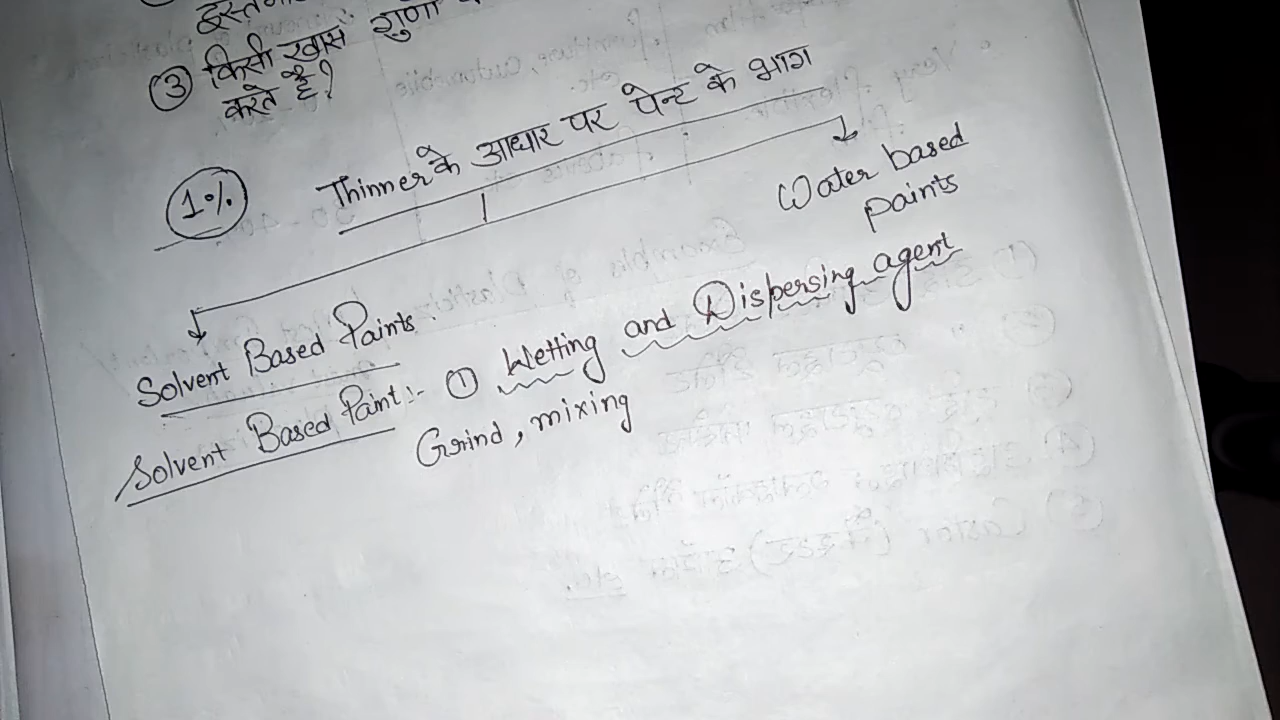 ③ किसी खास गुणों
करते है?
1% Thinner के आधार पर पेन्ट के भाग
Solvent Based Paints.
Water based
paints
Solvent Based Paint:- ① Wetting and Dispersing agent
Grind, mixing